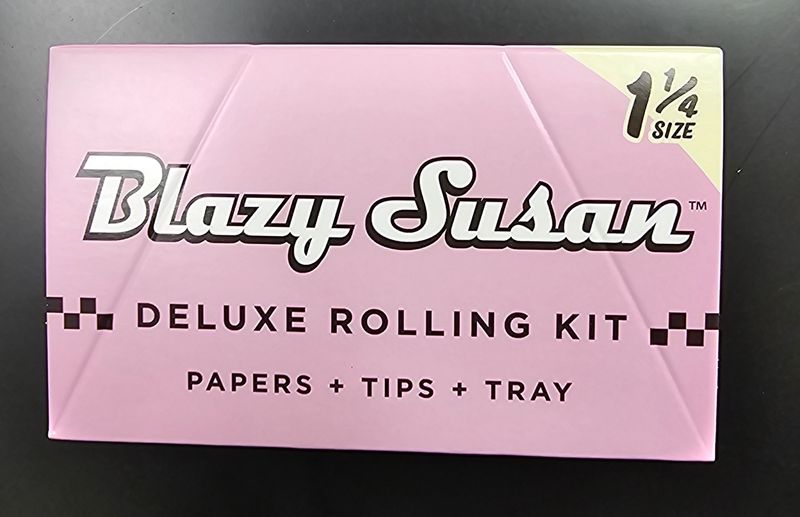 1 1/4
SIZE
Blazy Susan™
DELUXE ROLLING KIT
PAPERS + TIPS + TRAY